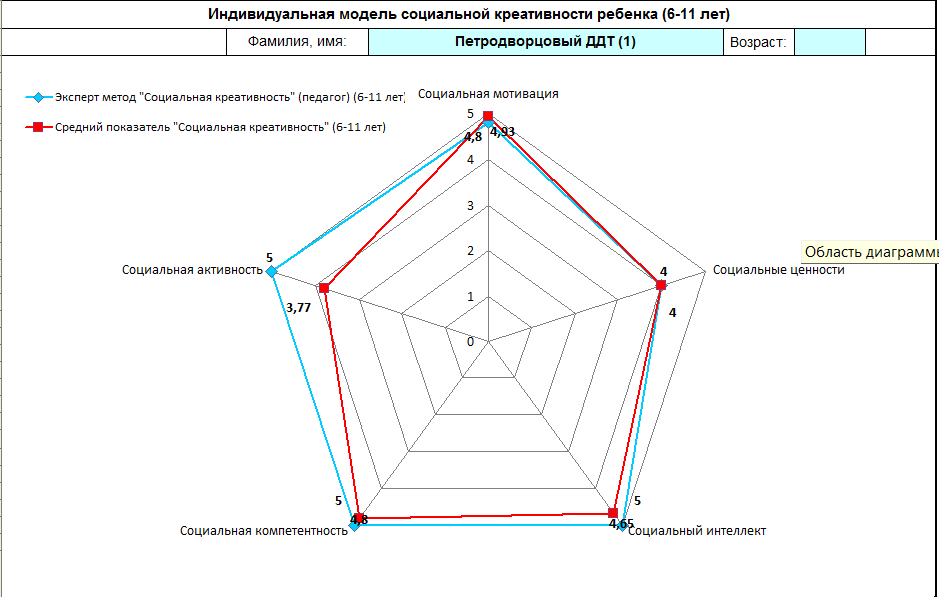 Индивидуальная модель социальной креативности ребенка (6-11 лет)
Фамилия, имя: Петродворцовый ДДТ (1) Возраст:
Эксперт метод "Социальная креативность" (педагог) (6-11 лет)
Средний показатель "Социальная креативность" (6-11 лет)
Социальная мотивация
5
4,8 4,93
4
3
2
1
0
Область диаграммы
Социальные ценности
4
4
Социальная активность
5
3,77
5
4,8
Социальная компетентность
5
4,65
Социальный интеллект